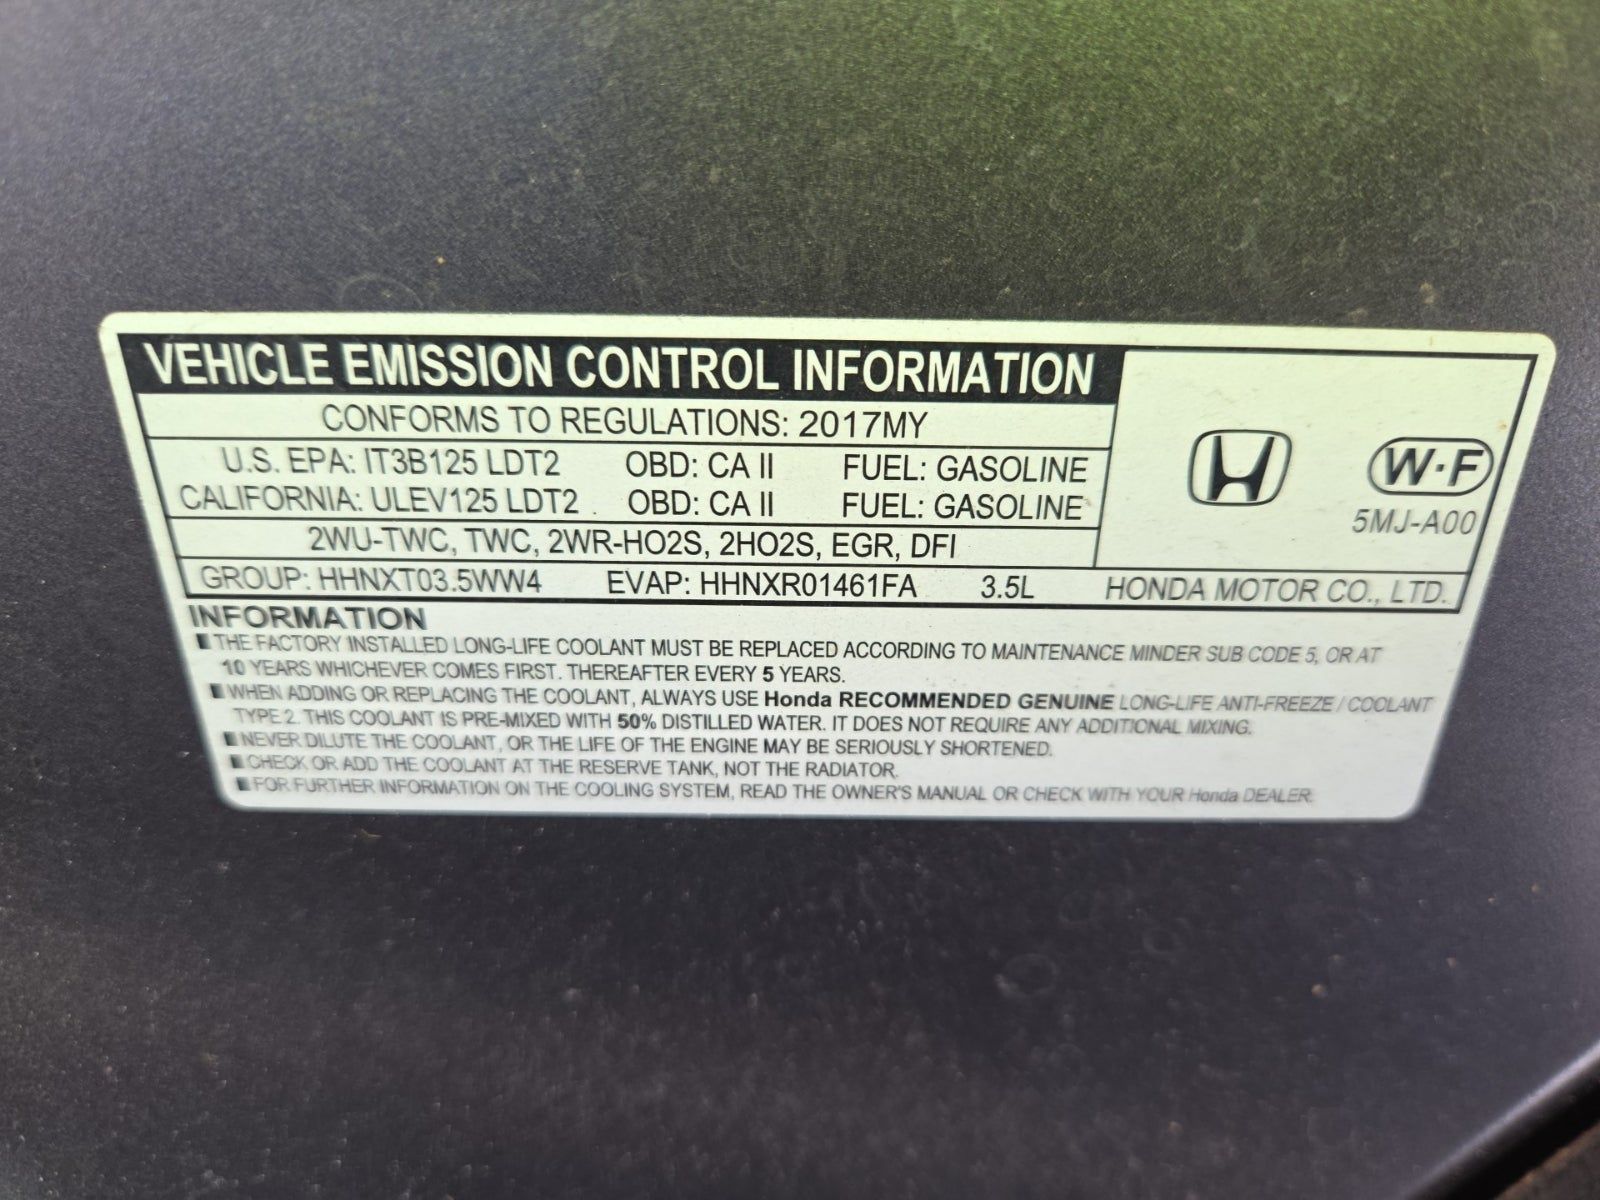 VEHICLE EMISSION CONTROL INFORMATION
CONFORMS TO REGULATIONS: 2017MY
U.S. EPA: IT3B125 LDT2 OBD: CA II FUEL: GASOLINE
CALIFORNIA: ULEV125 LDT2 . OBD: CA II FUEL: GASOLINE
2WU-TWC, TWC, 2WR-HO2S, 2HO2S, EGR, DFI
W·F
5MJ-A00
GROUP: HHNXT03.5WW4 EVAP: HHNXR01461FA 3.5L HONDA MOTOR CO., LTD.
INFORMATION
■ THE FACTORY INSTALLED LONG-LIFE COOLANT MUST BE REPLACED ACCORDING TO MAINTENANCE MINDER SUB CODE 5, OR AT
10 YEARS WHICHEVER COMES FIRST. THEREAFTER EVERY 5 YEARS.
■ WHEN ADDING OR REPLACING THE COOLANT, ALWAYS USE Honda RECOMMENDED GENUINE LONG-LIFE ANTI-FREEZE / COOLANT
TYPE 2. THIS COOLANT IS PRE-MIXED WITH 50% DISTILLED WATER. IT DOES NOT REQUIRE ANY ADDITIONAL MIXING.
■ NEVER DILUTE THE COOLANT, OR THE LIFE OF THE ENGINE MAY BE SERIOUSLY SHORTENED.
■ CHECK OR ADD THE COOLANT AT THE RESERVE TANK, NOT THE RADIATOR.
■ FOR FURTHER INFORMATION ON THE COOLING SYSTEM, READ THE OWNER'S MANUAL OR CHECK WITH YOUR Honda DEALER.